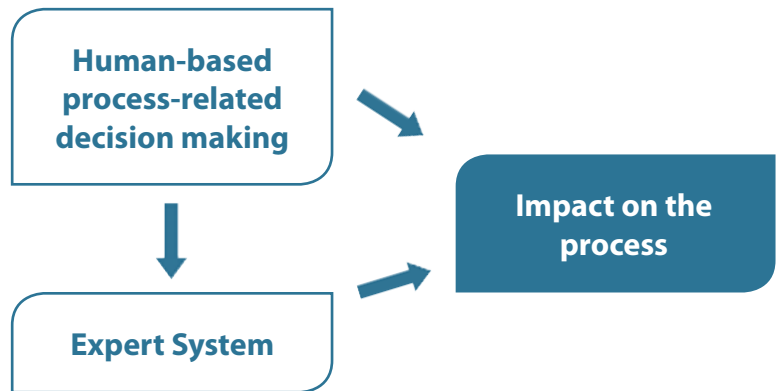 Human-based
process-related
decision making
Impact on the
process
Expert System